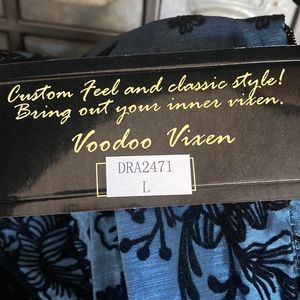 Custom Feel and classic style!
Bring out your inner vixen.
Voodoo Vixen
DRA2471
L